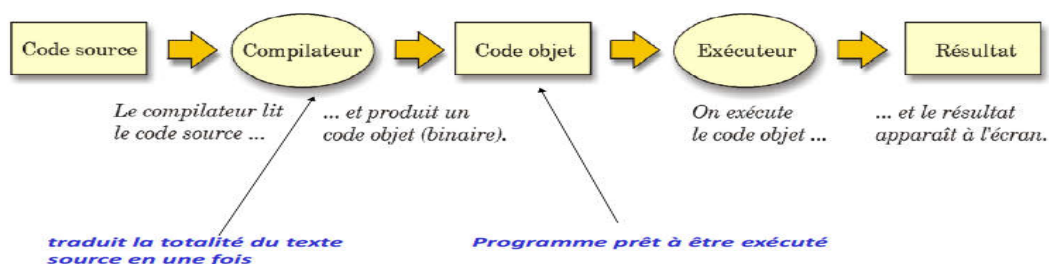 Code source
Compilateur
Code objet
Exécuteur
Résultat
Le compilateur lit
le code source ...
... et produit un
code objet (binaire).
On exécute
le code objet ...
... et le résultat
apparaît à l'écran.
traduit la totalité du texte
source en une fois
Programme prêt à être exécuté